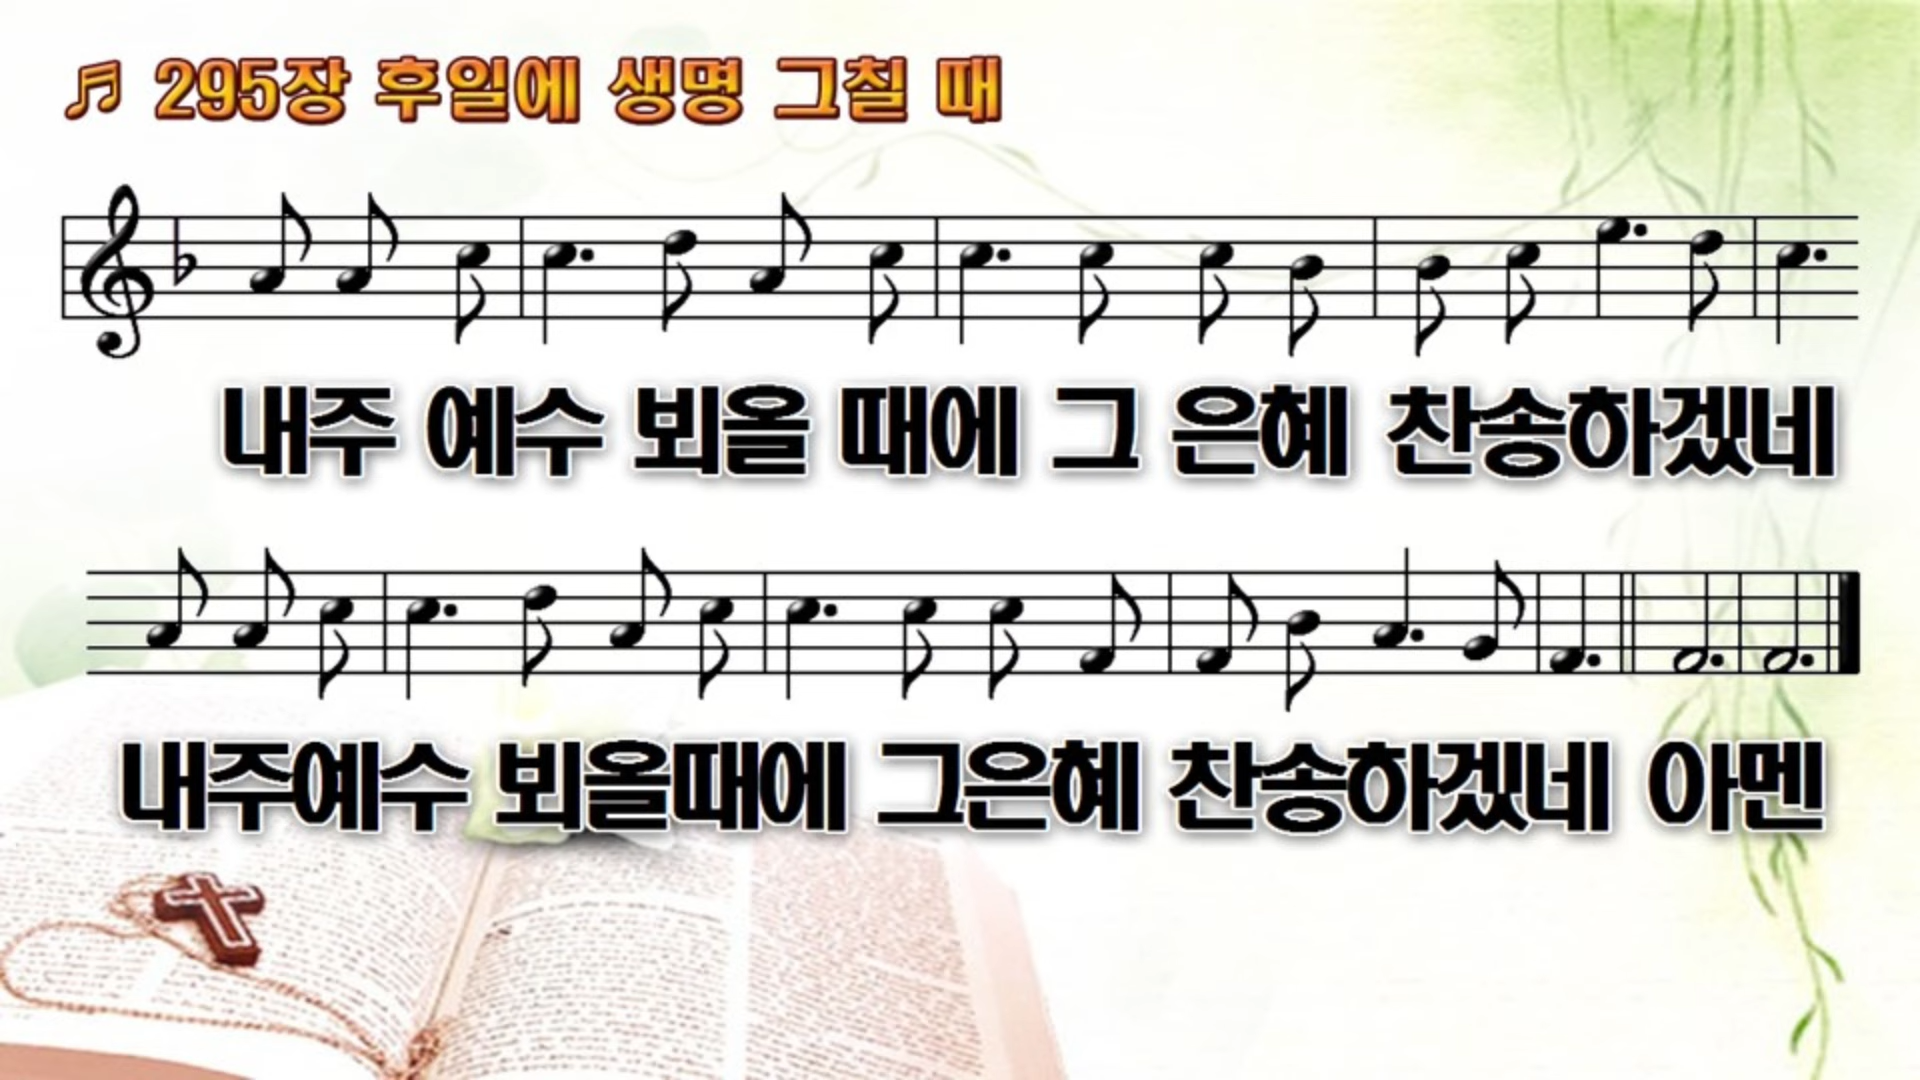 295장 후일에 생명 그칠 때
내주 예수 뵈올 때에 그 은혜 찬송하겠네
내주예수 뵈올때에 그은혜 찬송하겠네 아멘